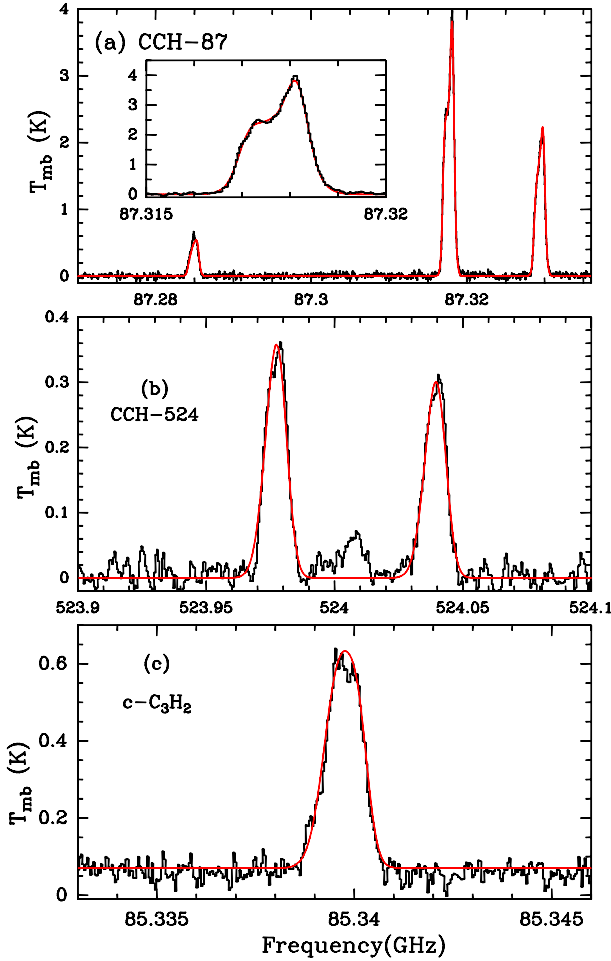 (a) CCH-87
4
3
2
1
0
T_mb (K)
4
3
2
1
0
87.315 87.32
87.28 87.3 87.32
(b)
CCH-524
0.4
0.3
0.2
0.1
0
T_mb (K)
523.9 523.95 524 524.05 524.1
(c)
c-C₃H₂
0.6
0.4
0.2
0
T_mb (K)
85.335 85.34 85.345
Frequency(GHz)